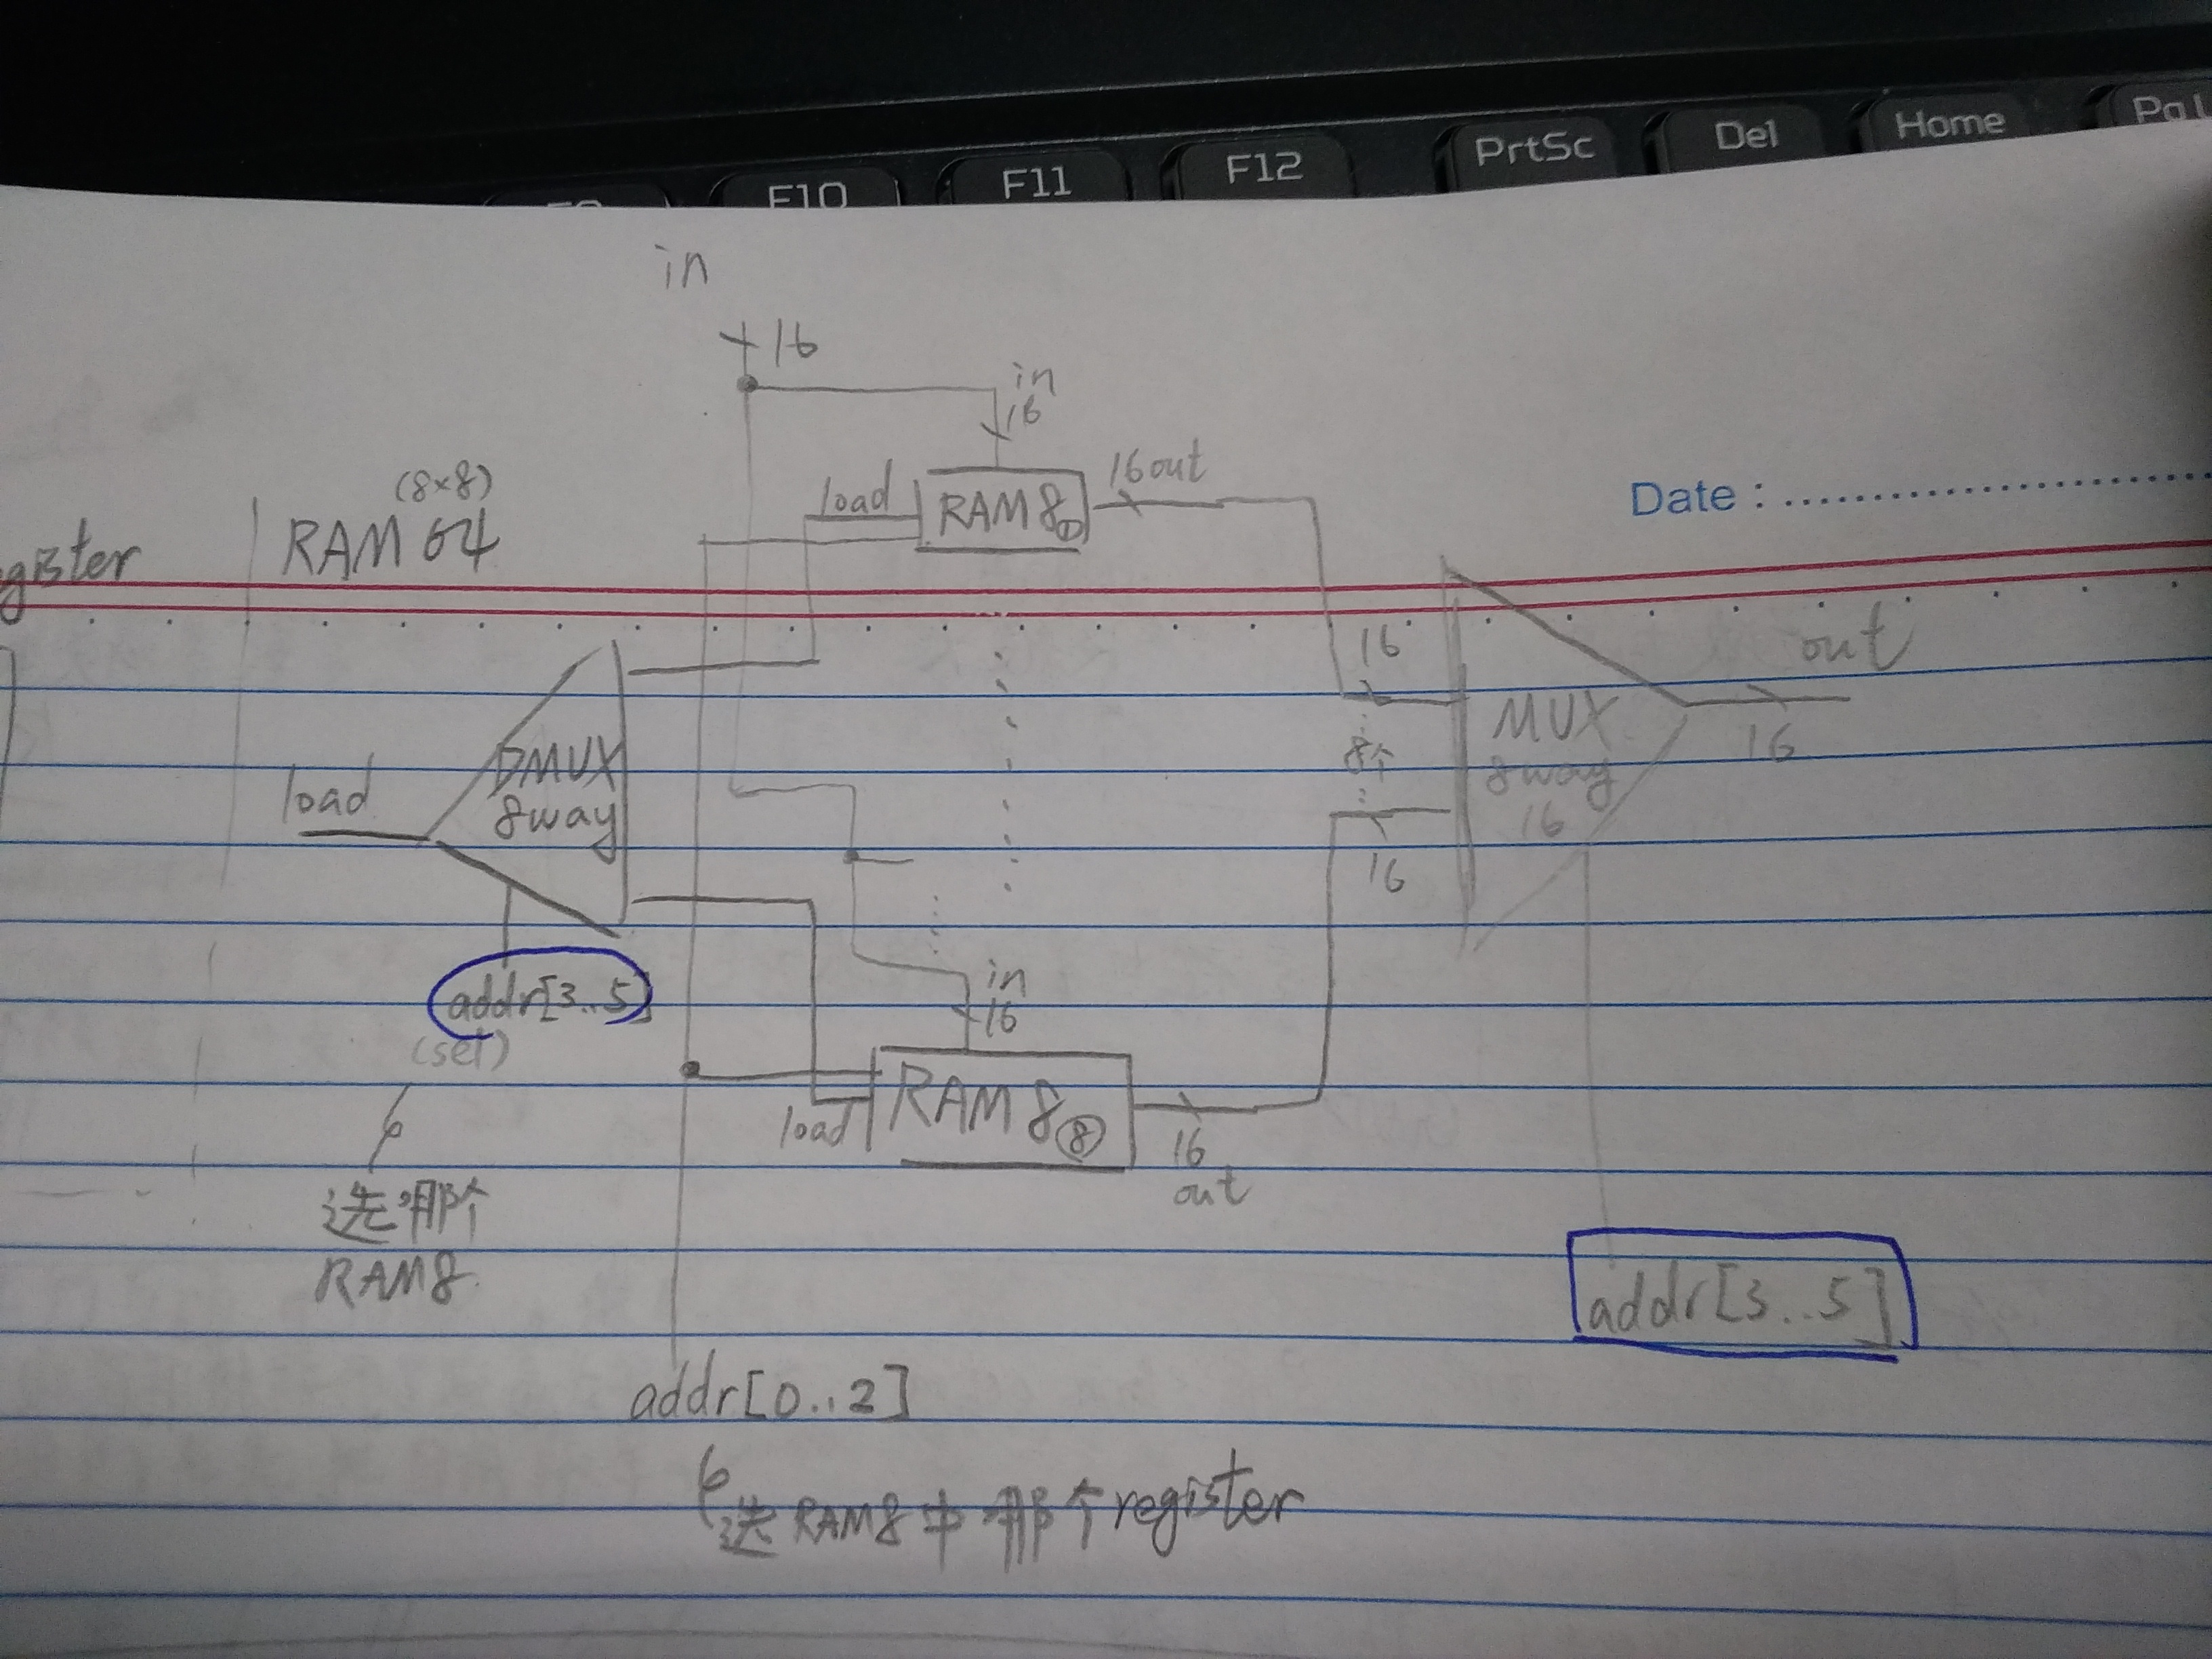 F10 F11 F12 PrtSc Del Home
in
16
in
16
(8×8)
RAM 64
load
RAM 8①
16 out
Date :
gister
16
out
MUX
8way
16
16
8个
16
DMUX
8way
load
addr[3..5]
(sel)
选哪个
RAM8
in
16
load
RAM 8⑧
16
out
addr[3..5]
addr[0..2]
选RAM8中哪个register